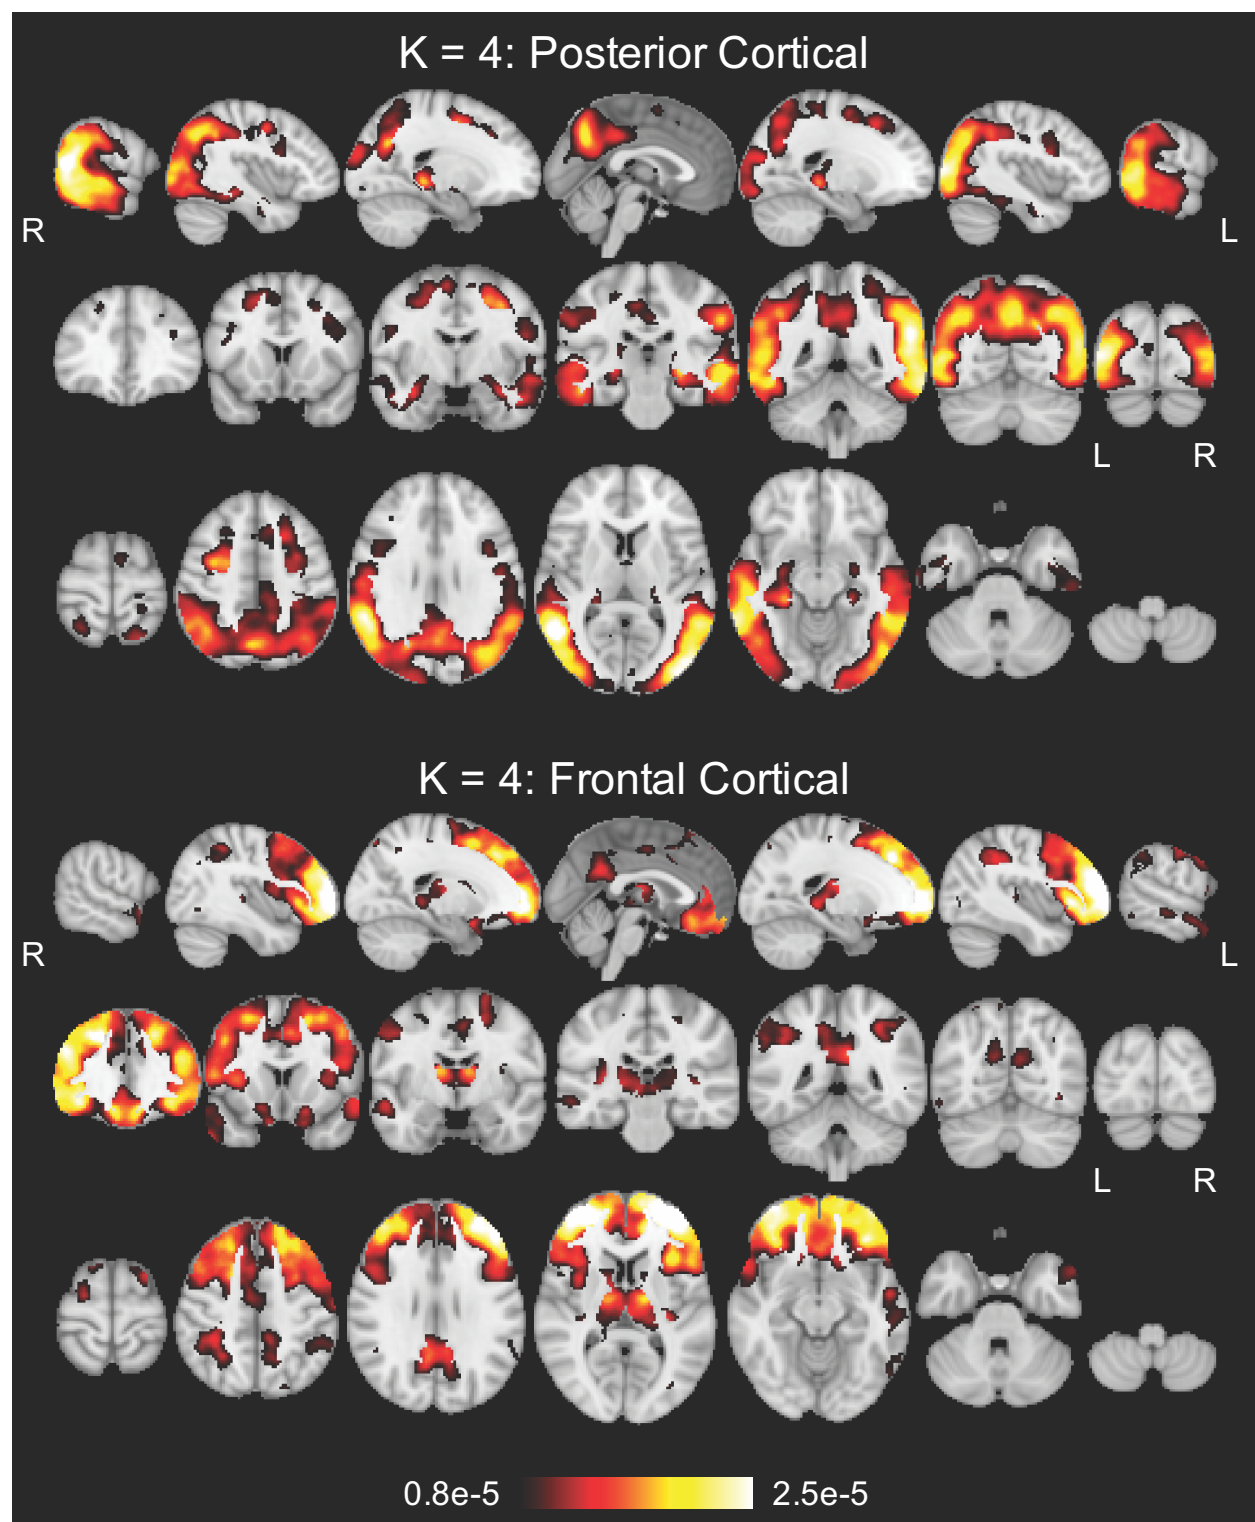 K = 4: Posterior Cortical
R L
L R
K = 4: Frontal Cortical
R L
L R
0.8e-5 2.5e-5